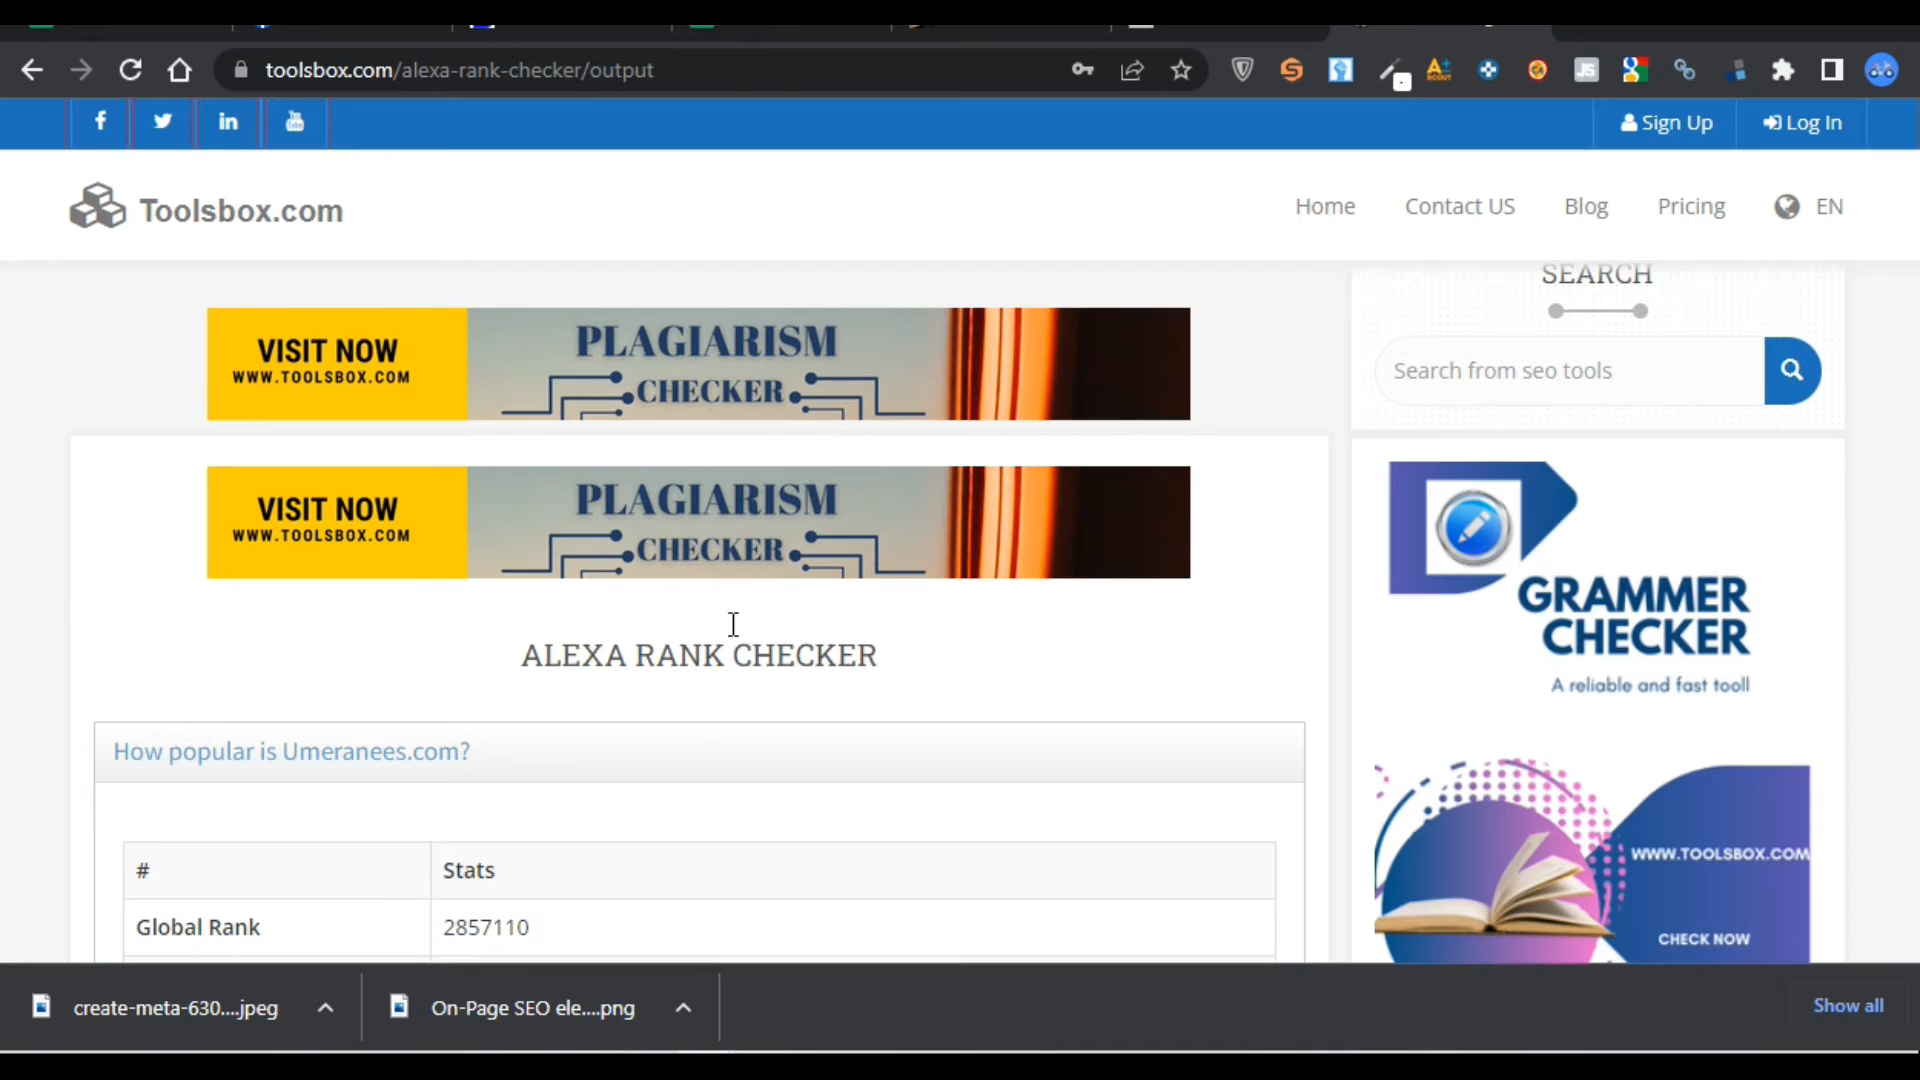 toolsbox.com/alexa-rank-checker/output
Sign Up
Log In
Toolsbox.com
Home
Contact US
Blog
Pricing
EN
VISIT NOW
WWW.TOOLSBOX.COM
PLAGIARISM
CHECKER
SEARCH
Search from seo tools
VISIT NOW
WWW.TOOLSBOX.COM
PLAGIARISM
CHECKER
GRAMMER
CHECKER
A reliable and fast tooll
ALEXA RANK CHECKER
How popular is Umeranees.com?
# Stats
Global Rank 2857110
WWW.TOOLSBOX.COM
CHECK NOW
create-meta-630....jpeg
On-Page SEO ele....png
Show all